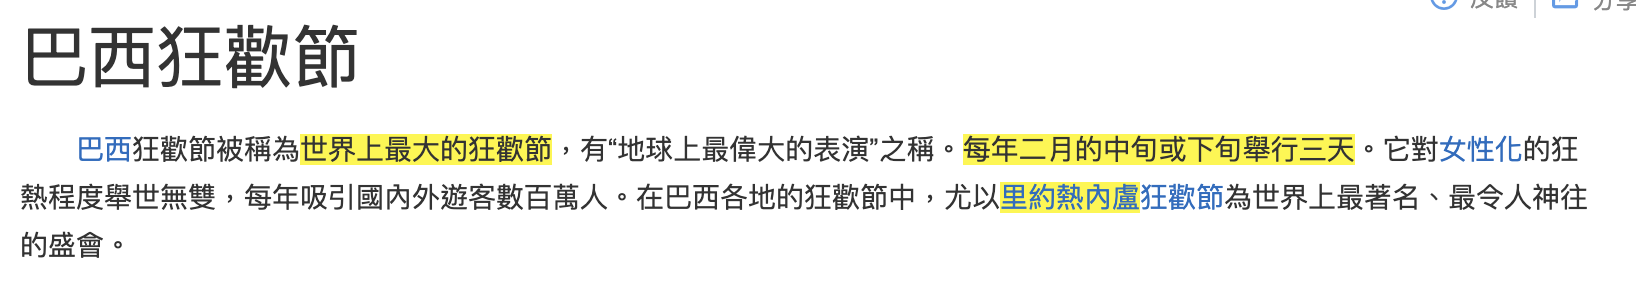 反饋 分享
巴西狂歡節
巴西狂歡節被稱為世界上最大的狂歡節，有“地球上最偉大的表演”之稱。每年二月的中旬或下旬舉行三天。它對女性化的狂
熱程度舉世無雙，每年吸引國內外遊客數百萬人。在巴西各地的狂歡節中，尤以里約熱內盧狂歡節為世界上最著名、最令人神往
的盛會。